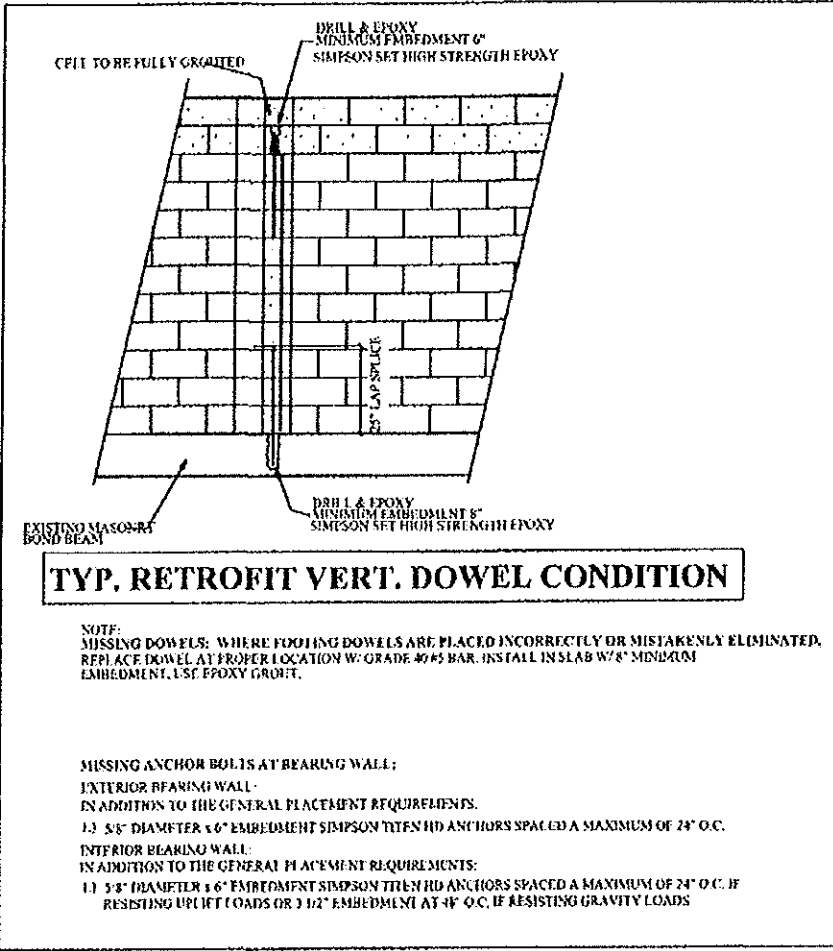 DRILL & EPOXY
MINIMUM EMBEDMENT 6"
SIMPSON SET HIGH STRENGTH EPOXY
CELL TO BE FULLY GROUTED
25" LAP SPLICE
DRILL & EPOXY
MINIMUM EMBEDMENT 8"
SIMPSON SET HIGH STRENGTH EPOXY
EXISTING MASONRY
BOND BEAM
TYP. RETROFIT VERT. DOWEL CONDITION
NOTE:
MISSING DOWELS: WHERE FOOTING DOWELS ARE PLACED INCORRECTLY OR MISTAKENLY ELIMINATED,
REPLACE DOWEL AT PROPER LOCATION W/ GRADE 40 #5 BAR. INSTALL IN SLAB W/ 8" MINIMUM
EMBEDMENT, USE EPOXY GROUT.
MISSING ANCHOR BOLTS AT BEARING WALL:
EXTERIOR BEARING WALL:
IN ADDITION TO THE GENERAL PLACEMENT REQUIREMENTS.
1.) 5/8" DIAMETER x 6" EMBEDMENT SIMPSON TITEN HD ANCHORS SPACED A MAXIMUM OF 24" O.C.
INTERIOR BEARING WALL:
IN ADDITION TO THE GENERAL PLACEMENT REQUIREMENTS:
1.) 5/8" DIAMETER x 6" EMBEDMENT SIMPSON TITEN HD ANCHORS SPACED A MAXIMUM OF 24" O.C. IF
RESISTING UPLIFT LOADS OR 3 1/2" EMBEDMENT AT O.C. IF RESISTING GRAVITY LOADS